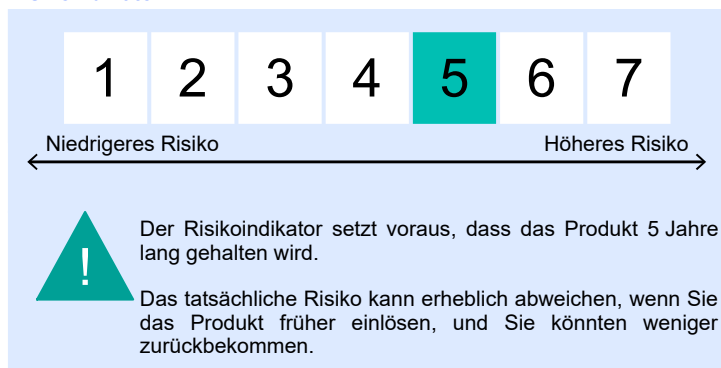 1 2 3 4 5 6 7
Niedrigeres Risiko Höheres Risiko
Der Risikoindikator setzt voraus, dass das Produkt 5 Jahre
lang gehalten wird.
!
Das tatsächliche Risiko kann erheblich abweichen, wenn Sie
das Produkt früher einlösen, und Sie könnten weniger
zurückbekommen.